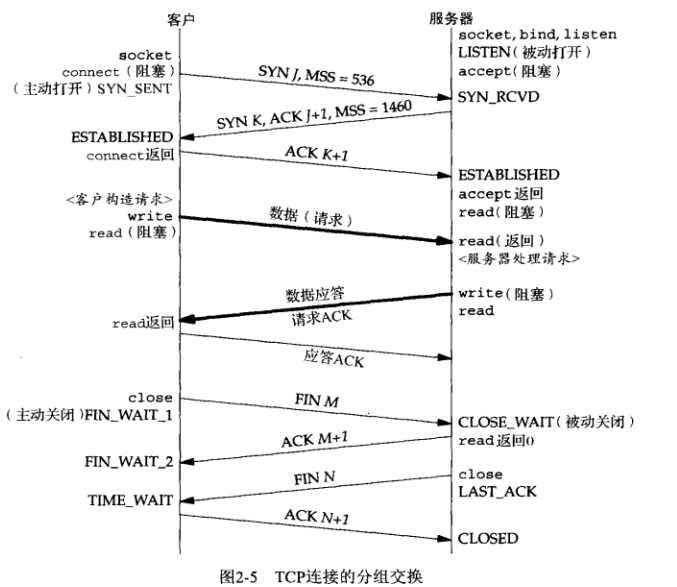 客户
服务器
socket
connect(阻塞)
(主动打开) SYN_SENT
socket, bind, listen
LISTEN(被动打开)
accept(阻塞)
SYN J, MSS = 536
SYN_RCVD
SYN K, ACK J+1, MSS = 1460
ESTABLISHED
connect返回
ACK K+1
ESTABLISHED
accept返回
read(阻塞)
<客户构造请求>
write
read(阻塞)
数据(请求)
read(返回)
<服务器处理请求>
数据应答
请求ACK
write(阻塞)
read
read返回
应答ACK
close
(主动关闭)FIN_WAIT_1
FIN M
CLOSE_WAIT(被动关闭)
read返回0
ACK M+1
FIN_WAIT_2
FIN N
close
LAST_ACK
TIME_WAIT
ACK N+1
CLOSED
图2-5 TCP连接的分组交换